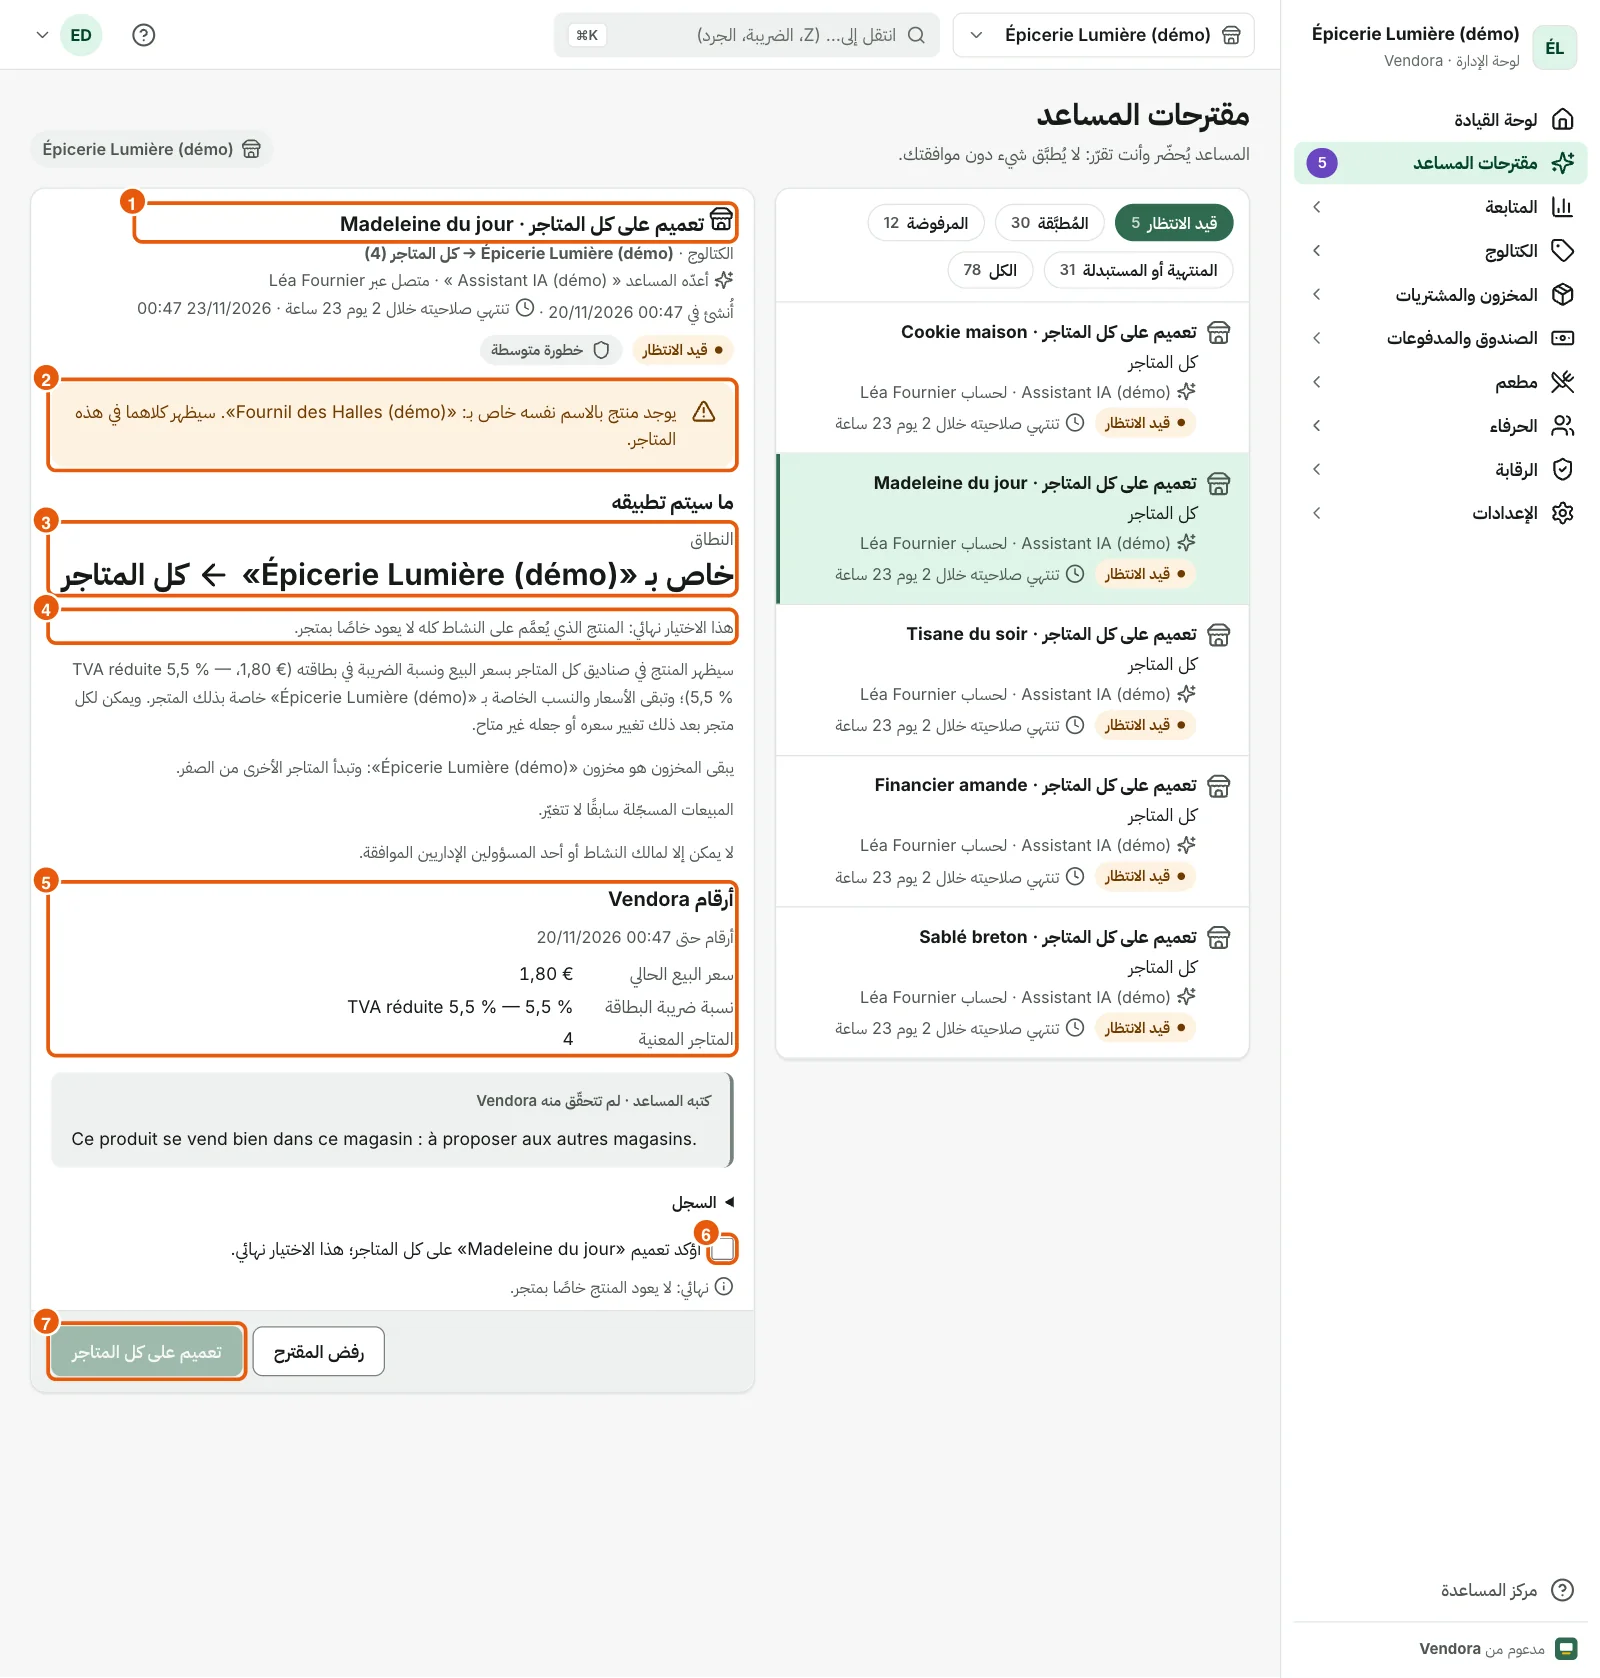 Épicerie Lumière (démo)
لوحة الإدارة · Vendora
ÉL
لوحة القيادة
مقترحات المساعد
5
المتابعة
الكتالوج
المخزون والمشتريات
الصندوق والمدفوعات
مطعم
الحرفاء
الرقابة
الإعدادات
مركز المساعدة
مدعوم من Vendora
Épicerie Lumière (démo)
انتقل إلى... (Z، الضريبة، الجرد)
⌘K
ED
مقترحات المساعد
المساعد يُحضّر وأنت تقرّر: لا يُطبَّق شيء دون موافقتك.
Épicerie Lumière (démo)
قيد الانتظار 5
المُطبَّقة 30
المرفوضة 12
المنتهية أو المستبدلة 31
الكل 78
تعميم على كل المتاجر · Cookie maison
كل المتاجر
Assistant IA (démo) · لحساب Léa Fournier
قيد الانتظار
تنتهي صلاحيته خلال 2 يوم 23 ساعة
تعميم على كل المتاجر · Madeleine du jour
كل المتاجر
Assistant IA (démo) · لحساب Léa Fournier
قيد الانتظار
تنتهي صلاحيته خلال 2 يوم 23 ساعة
تعميم على كل المتاجر · Tisane du soir
كل المتاجر
Assistant IA (démo) · لحساب Léa Fournier
قيد الانتظار
تنتهي صلاحيته خلال 2 يوم 23 ساعة
تعميم على كل المتاجر · Financier amande
كل المتاجر
Assistant IA (démo) · لحساب Léa Fournier
قيد الانتظار
تنتهي صلاحيته خلال 2 يوم 23 ساعة
تعميم على كل المتاجر · Sablé breton
كل المتاجر
Assistant IA (démo) · لحساب Léa Fournier
قيد الانتظار
تنتهي صلاحيته خلال 2 يوم 23 ساعة
1
تعميم على كل المتاجر · Madeleine du jour
الكتالوج · Épicerie Lumière (démo) → كل المتاجر (4)
أعدّه المساعد « Assistant IA (démo) » · متصل عبر Léa Fournier
أُنشئ في 20/11/2026 00:47 · تنتهي صلاحيته خلال 2 يوم 23 ساعة · 23/11/2026 00:47
قيد الانتظار
خطورة متوسطة
2
يوجد منتج بالاسم نفسه خاص بـ: «Fournil des Halles (démo)». سيظهر كلاهما في هذه
المتاجر.
ما سيتم تطبيقه
3
النطاق
خاص بـ «Épicerie Lumière (démo)» ← كل المتاجر
4
هذا الاختيار نهائي: المنتج الذي يُعمَّم على النشاط كله لا يعود خاصًا بمتجر.
سيظهر المنتج في صناديق كل المتاجر بسعر البيع ونسبة الضريبة في بطاقته (1,80 €، TVA réduite 5,5 % —
5,5 %)؛ وتبقى الأسعار والنسب الخاصة بـ «Épicerie Lumière (démo)» خاصة بذلك المتجر. ويمكن لكل
متجر بعد ذلك تغيير سعره أو جعله غير متاح.
يبقى المخزون هو مخزون «Épicerie Lumière (démo)»: وتبدأ المتاجر الأخرى من الصفر.
المبيعات المسجّلة سابقًا لا تتغيّر.
لا يمكن إلا لمالك النشاط أو أحد المسؤولين الإداريين الموافقة.
5
أرقام Vendora
أرقام حتى 20/11/2026 00:47
سعر البيع الحالي 1,80 €
نسبة ضريبة البطاقة TVA réduite 5,5 % — 5,5 %
المتاجر المعنية 4
كتبه المساعد · لم تتحقّق منه Vendora
Ce produit se vend bien dans ce magasin : à proposer aux autres magasins.
السجل
6
أؤكد تعميم «Madeleine du jour» على كل المتاجر؛ هذا الاختيار نهائي.
نهائي: لا يعود المنتج خاصًا بمتجر.
رفض المقترح
7
تعميم على كل المتاجر